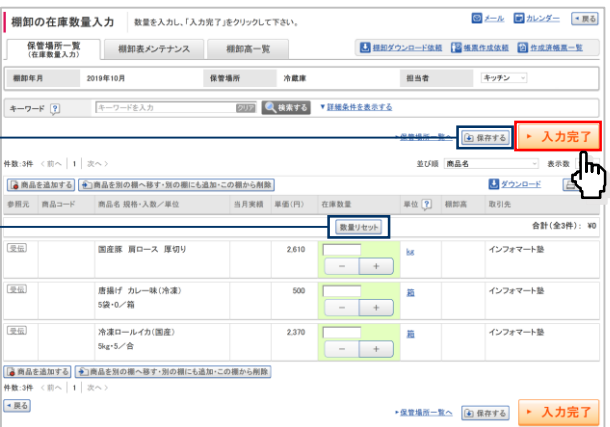 棚卸の在庫数量入力 数量を入力し、「入力完了」をクリックして下さい。 メール カレンダー 戻る
保管場所一覧 (在庫数量入力) 棚卸表メンテナンス 棚卸高一覧 棚卸ダウンロード依頼 帳票作成依頼 作成済帳票一覧
棚卸年月 2019年10月 保管場所 冷蔵庫 担当者 キッチン
キーワード ? キーワードを入力 クリア 検索する ▼詳細条件を表示する
保管場所一覧へ 保存する 入力完了
件数:3件 <前へ | 1 | 次へ> 並び順 商品名 表示数
商品を追加する 商品を別の棚へ移す・別の棚にも追加・この棚から削除 ダウンロード
参照元 商品コード 商品名 規格・入数/単位 当月実績 単価(円) 在庫数量 単位 ? 棚卸高 取引先
数量リセット 合計(全3件): ¥0
受伝 国産豚 肩ロース 厚切り 2,610 - + kg インフォマート塾
受伝 唐揚げ カレー味(冷凍) 500 箱 インフォマート塾
5袋・0/箱 - +
受伝 冷凍ロールイカ(国産) 2,370 箱 インフォマート塾
5kg・5/合 - +
商品を追加する 商品を別の棚へ移す・別の棚にも追加・この棚から削除
件数:3件 <前へ | 1 | 次へ>
戻る 保管場所一覧へ 保存する 入力完了